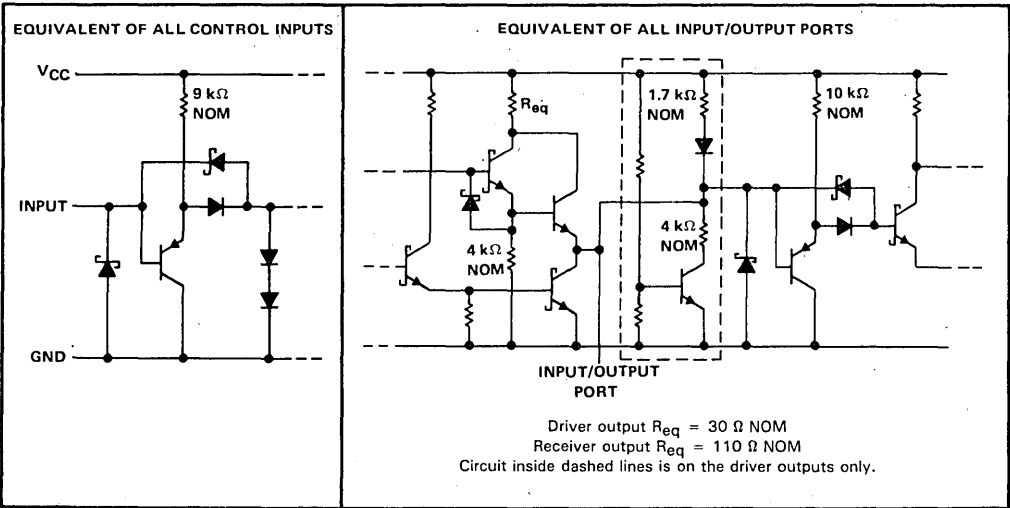 EQUIVALENT OF ALL CONTROL INPUTS
VCC
9 kΩ
NOM
INPUT
GND
EQUIVALENT OF ALL INPUT/OUTPUT PORTS
Req
4 kΩ
NOM
1.7 kΩ
NOM
4 kΩ
NOM
10 kΩ
NOM
INPUT/OUTPUT
PORT
Driver output Req = 30 Ω NOM
Receiver output Req = 110 Ω NOM
Circuit inside dashed lines is on the driver outputs only.